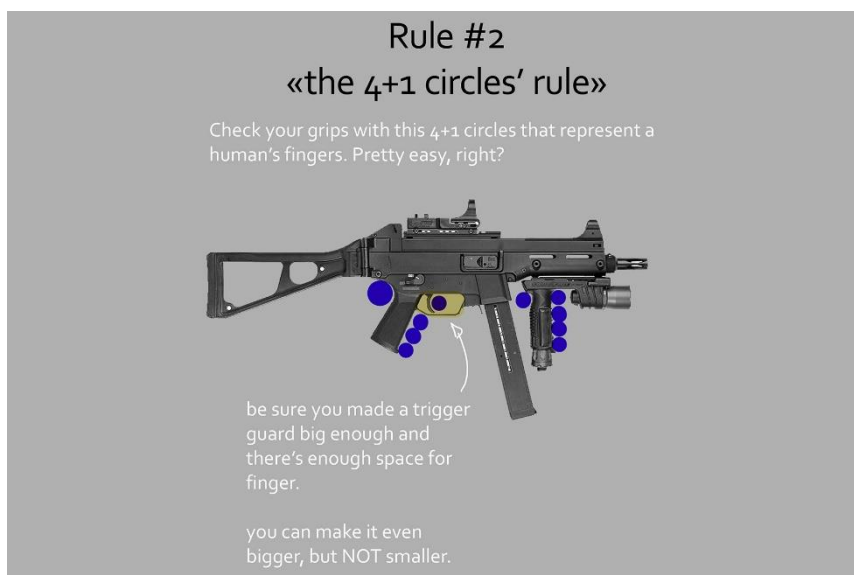 Rule #2
«the 4+1 circles' rule»
Check your grips with this 4+1 circles that represent a
human's fingers. Pretty easy, right?
be sure you made a trigger
guard big enough and
there's enough space for
finger.
you can make it even
bigger, but NOT smaller.